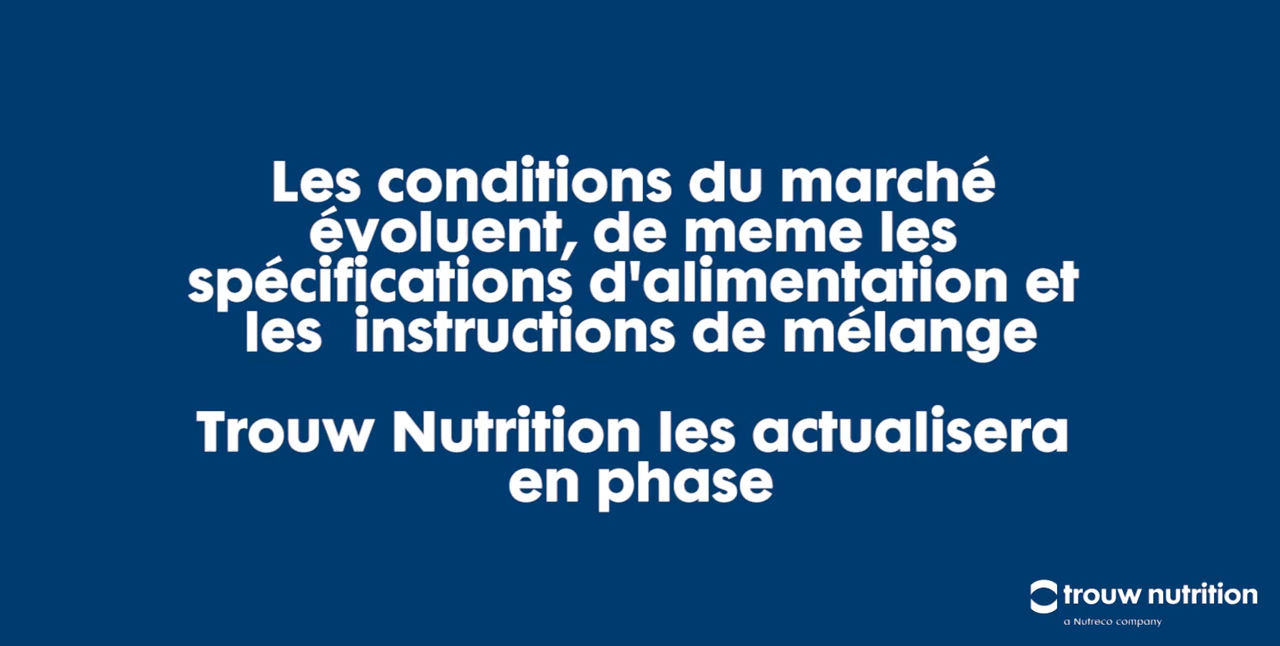 Les conditions du marché
évoluent, de meme les
spécifications d'alimentation et
les  instructions de mélange
Trouw Nutrition les actualisera
en phase
trouw nutrition
a Nutreco company